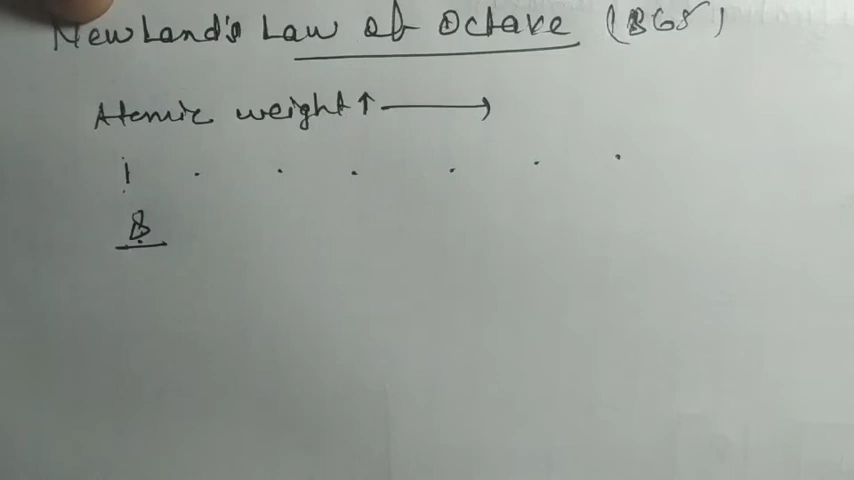 NewLand's Law of Octave (1865)
Atomic weight ↑ →
1 . . . . . .
8